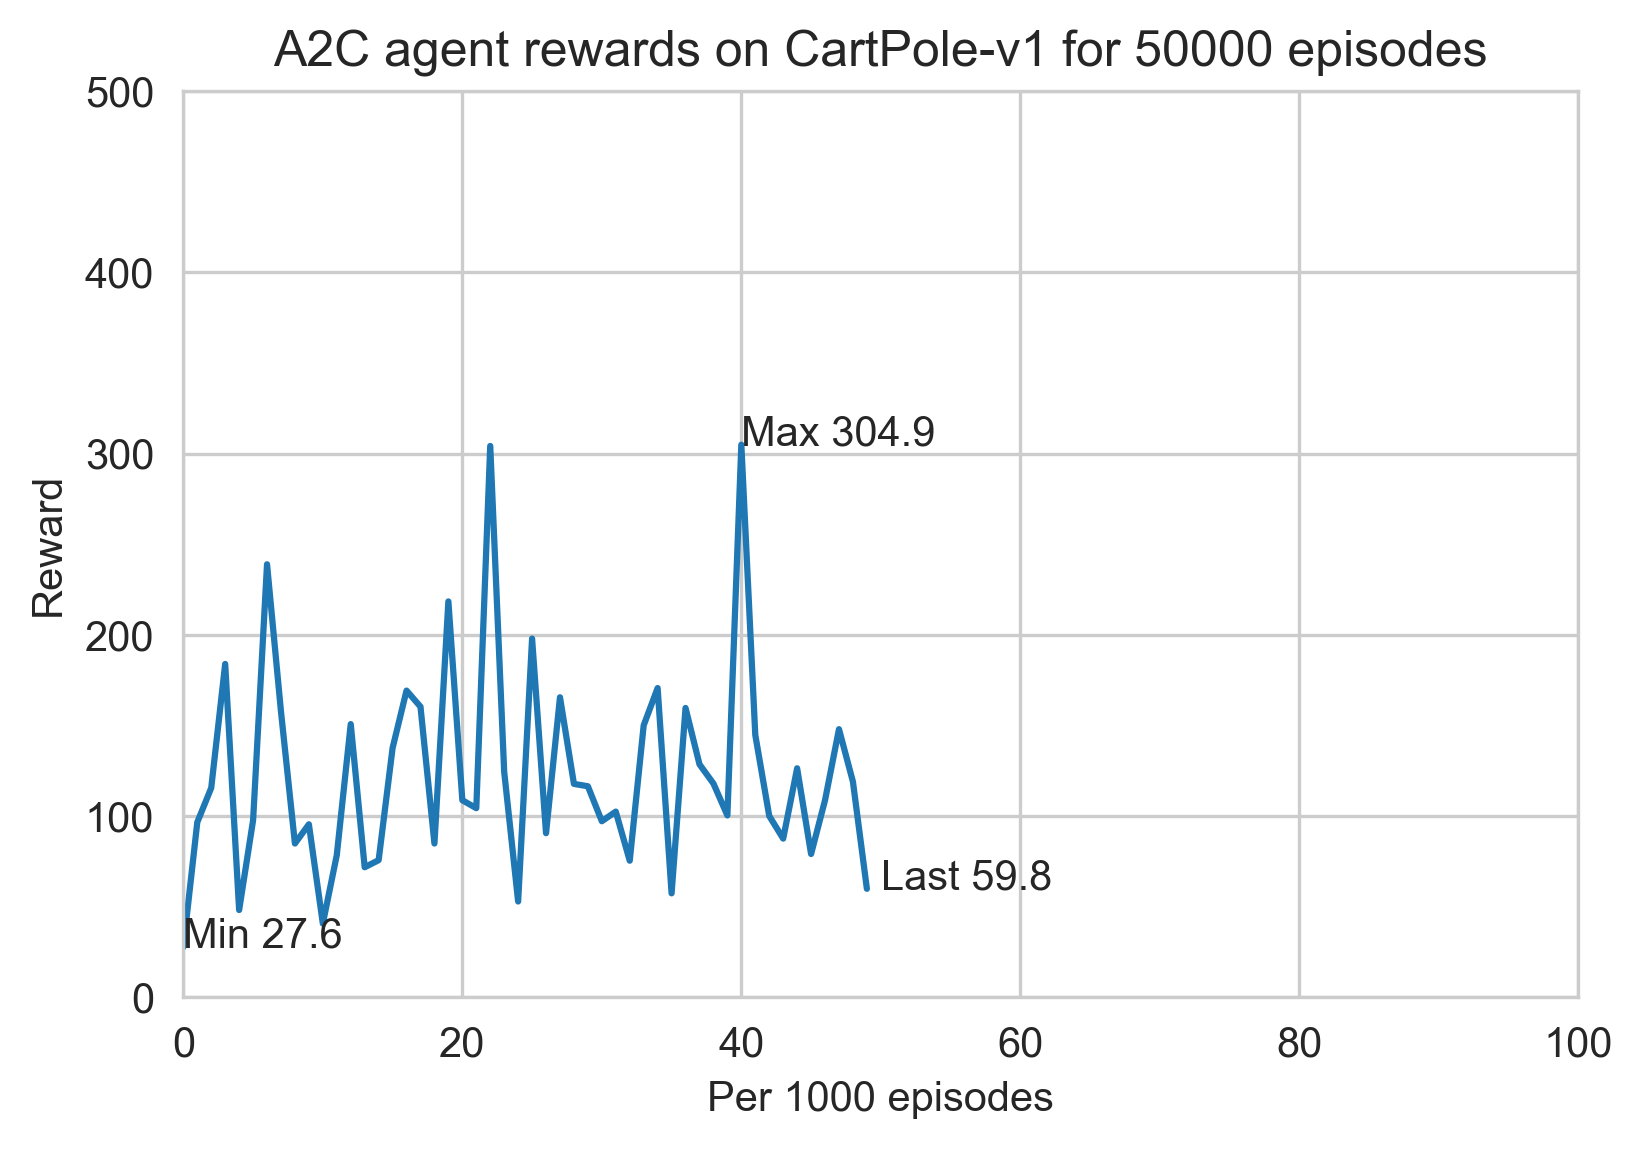 A2C agent rewards on CartPole-v1 for 50000 episodes
500
400
300
200
100
0
Reward
Max 304.9
Last 59.8
Min 27.6
0 20 40 60 80 100
Per 1000 episodes